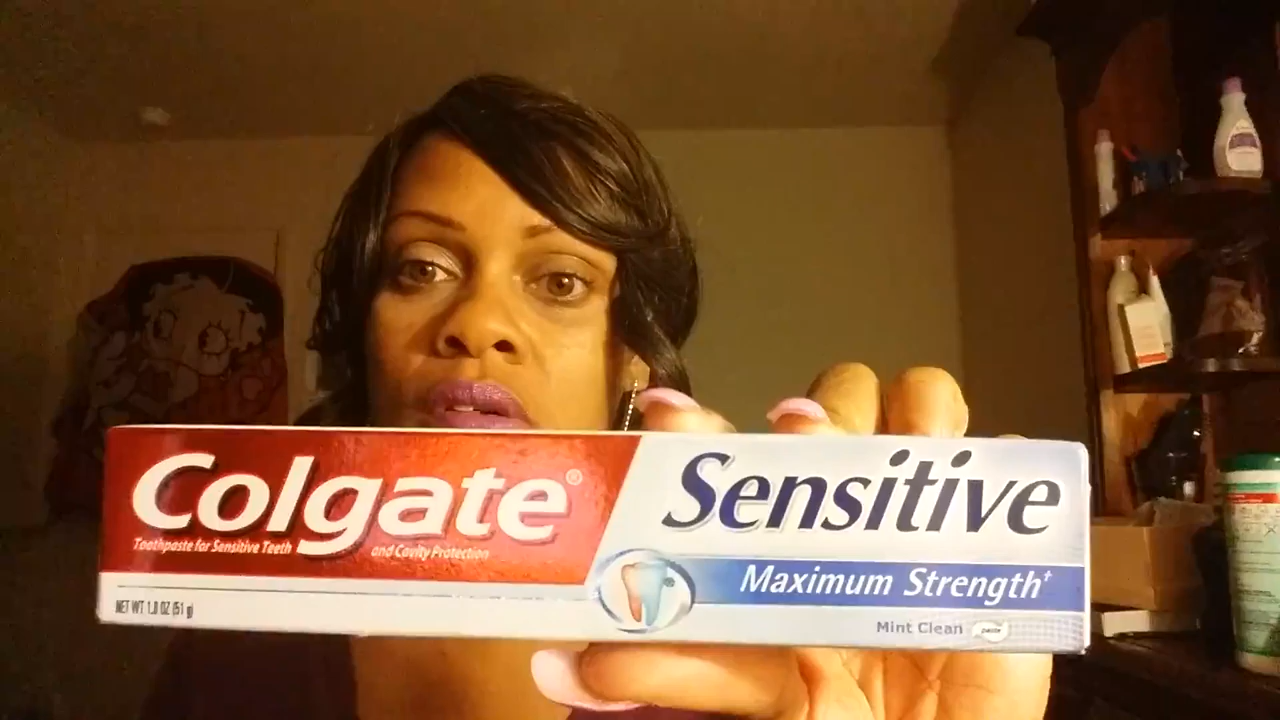 Colgate®
Toothpaste for Sensitive Teeth and Cavity Protection
Sensitive
Maximum Strength†
NET WT 1.8 OZ (51 g)
Mint Clean paste